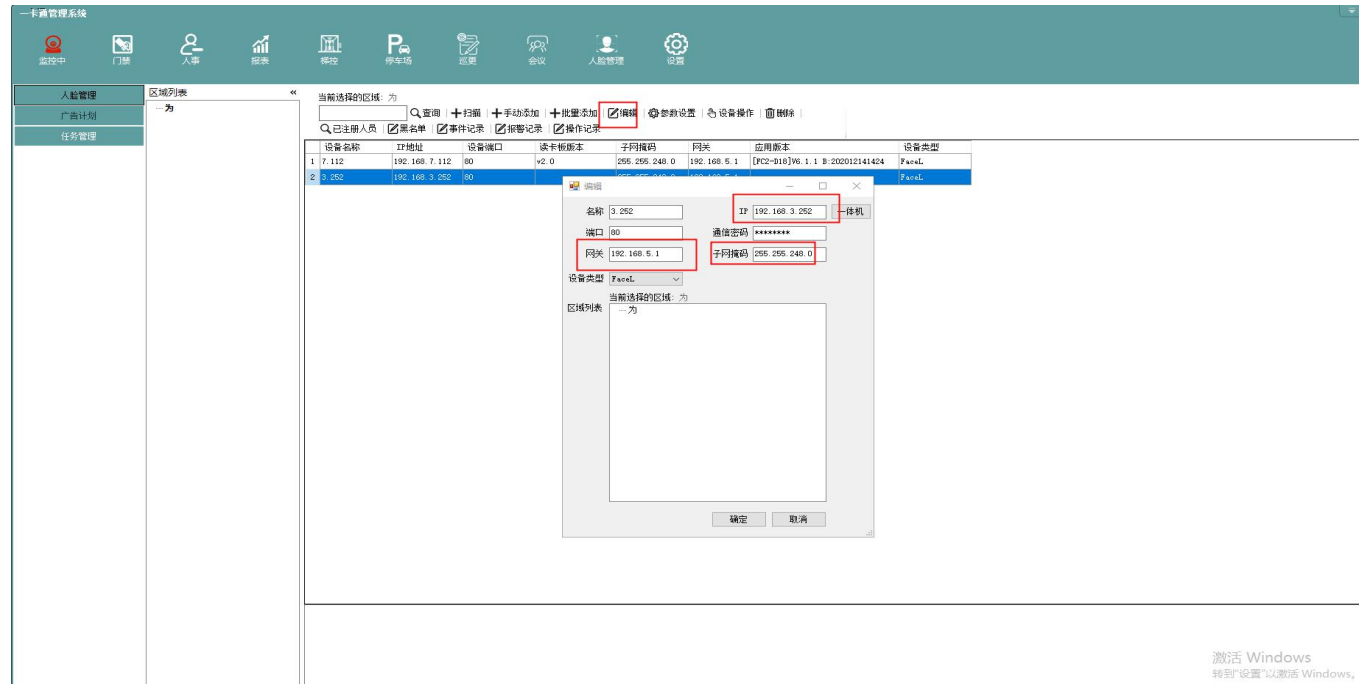 一卡通管理系统
监控中 门禁 人事 报表 梯控 停车场 巡更 会议 人脸管理 设置
人脸管理
广告计划
任务管理
区域列表 «
为
当前选择的区域: 为
查询 扫描 手动添加 批量添加 编辑 参数设置 设备操作 删除
已注册人员 黑名单 事件记录 报警记录 操作记录
设备名称 IP地址 设备端口 读卡板版本 子网掩码 网关 应用版本 设备类型
1 7.112 192.168.7.112 80 v2.0 255.255.248.0 192.168.5.1 [FC2-D18]V6.1.1 B:202012141424 FaceL
2 3.252 192.168.3.252 80 FaceL
编辑
名称 3.252 IP 192.168.3.252 一体机
端口 80 通信密码 ********
网关 192.168.5.1 子网掩码 255.255.248.0
设备类型 FaceL
当前选择的区域: 为
区域列表 为
确定 取消
激活 Windows
转到"设置"以激活 Windows。